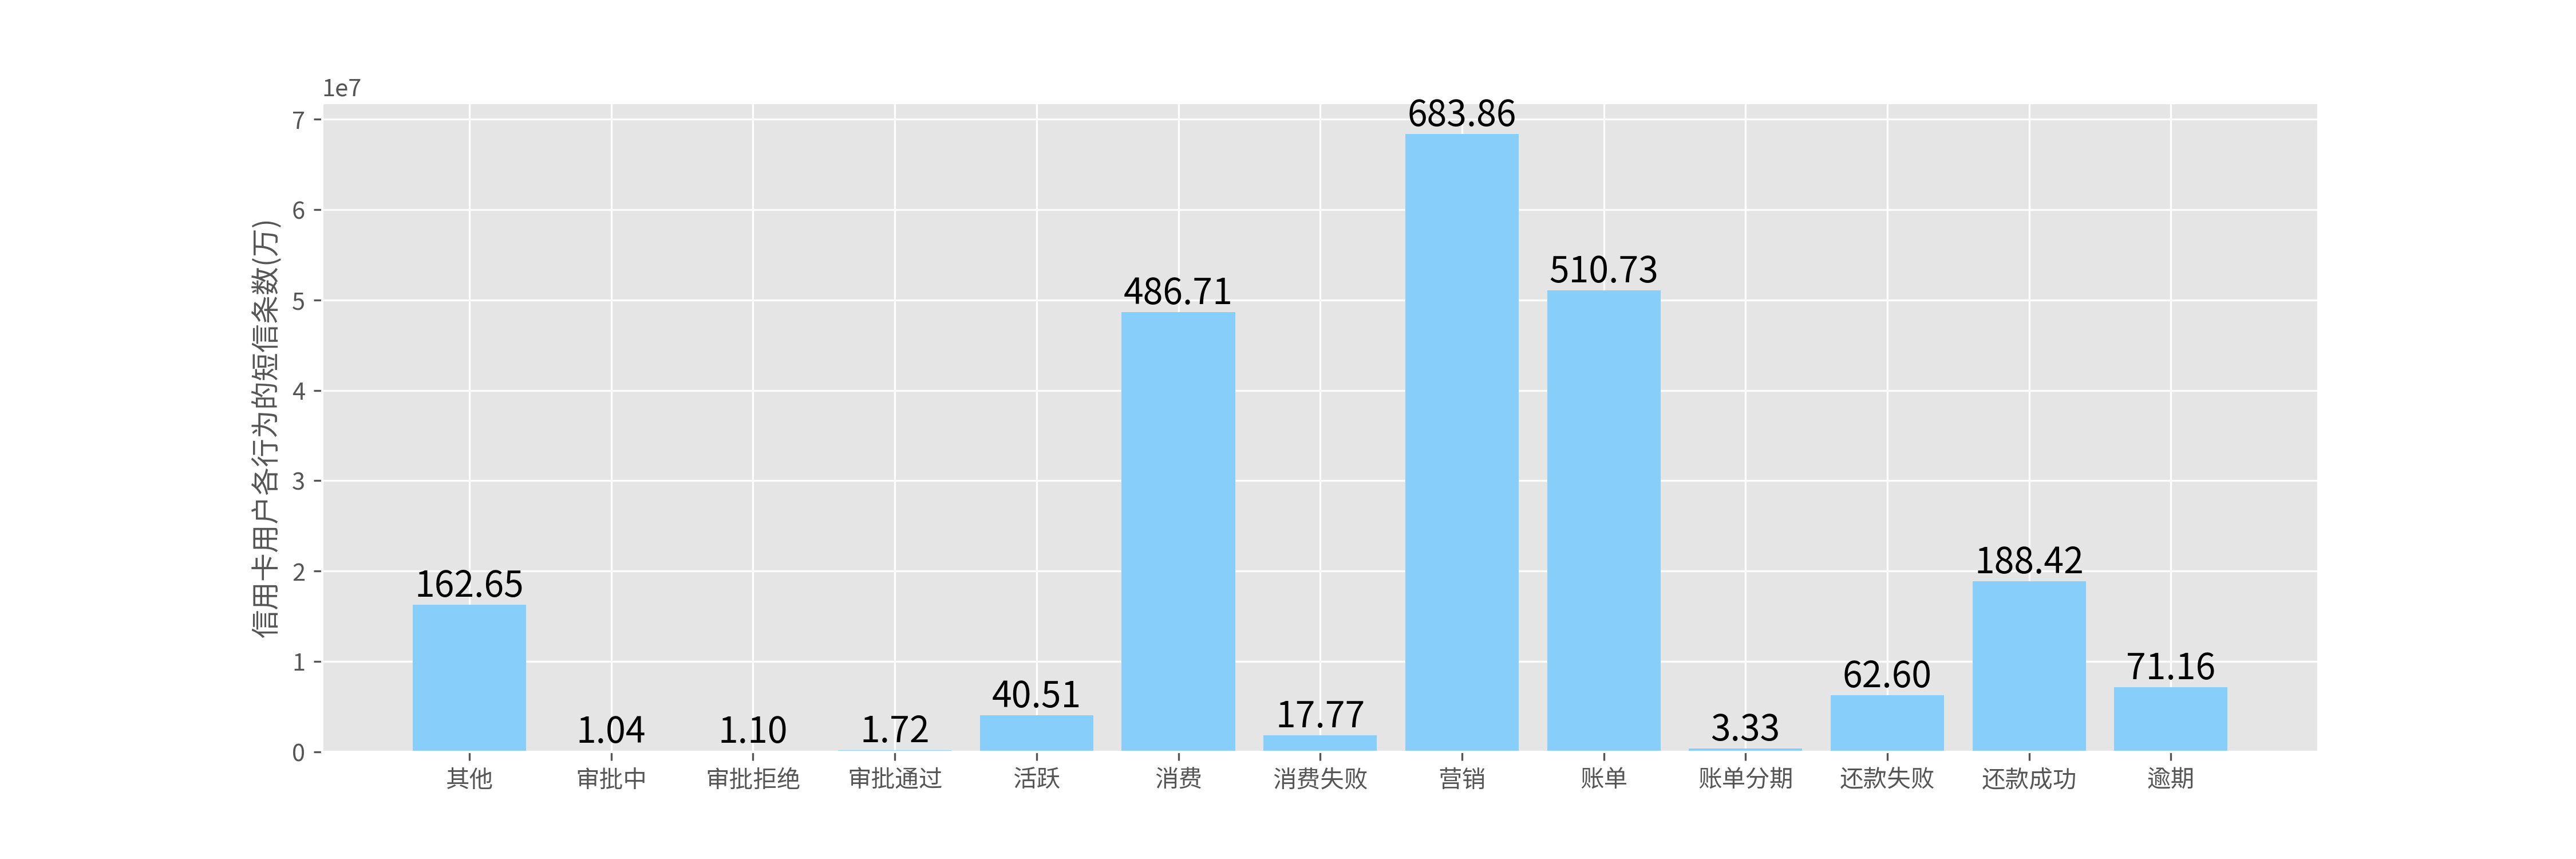 1e7
信用卡用户各行为的短信条数(万)
7
6
5
4
3
2
1
0
162.65
1.04
1.10
1.72
40.51
486.71
17.77
683.86
510.73
3.33
62.60
188.42
71.16
其他
审批中
审批拒绝
审批通过
活跃
消费
消费失败
营销
账单
账单分期
还款失败
还款成功
逾期